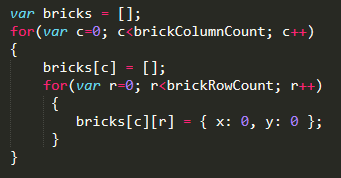 var bricks = [];
for(var c=0; c<brickColumnCount; c++)
{
    bricks[c] = [];
    for(var r=0; r<brickRowCount; r++)
     {
        bricks[c][r] = { x: 0, y: 0 };
     }
}